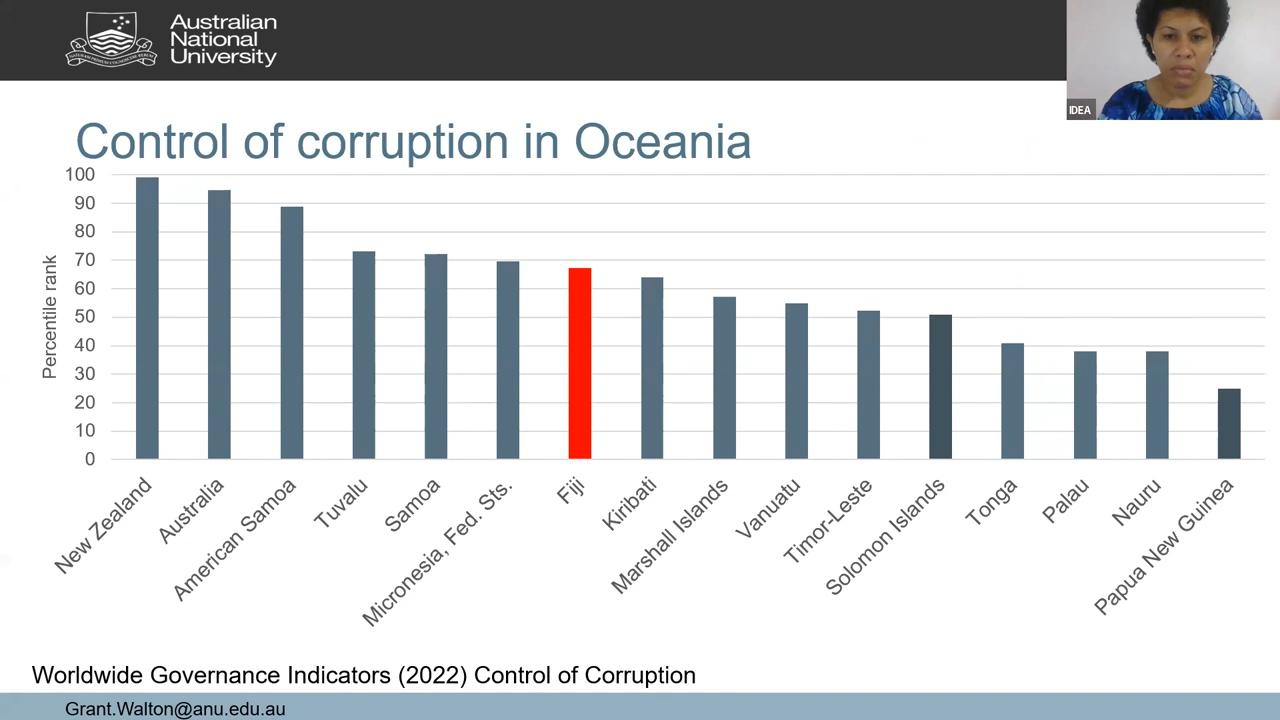 Australian
National
University
IDEA
Control of corruption in Oceania
Percentile rank
100
90
80
70
60
50
40
30
20
10
0
New Zealand
Australia
American Samoa
Tuvalu
Samoa
Micronesia, Fed. Sts.
Fiji
Kiribati
Marshall Islands
Vanuatu
Timor-Leste
Solomon Islands
Tonga
Palau
Nauru
Papua New Guinea
Worldwide Governance Indicators (2022) Control of Corruption
Grant.Walton@anu.edu.au